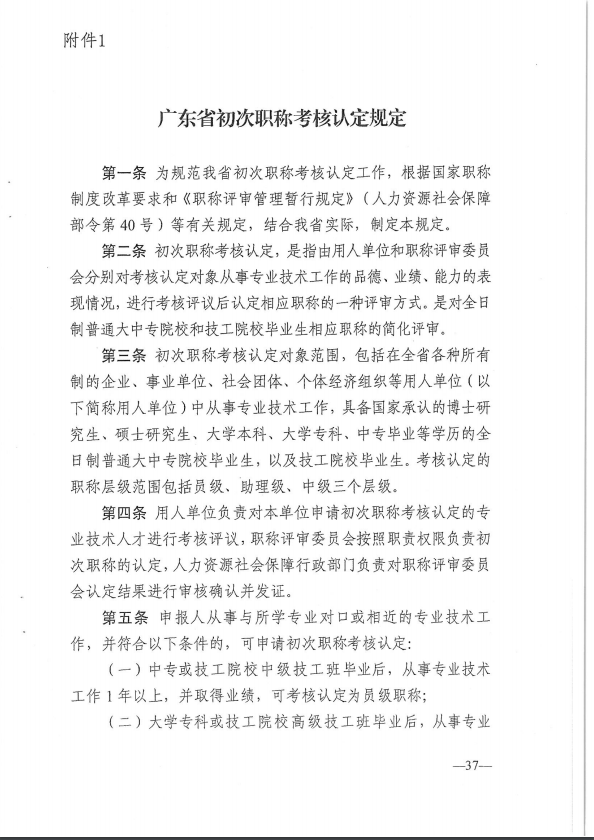 附件1
广东省初次职称考核认定规定
第一条 为规范我省初次职称考核认定工作，根据国家职称
制度改革要求和《职称评审管理暂行规定》（人力资源社会保障
部令第 40 号）等有关规定，结合我省实际，制定本规定。
第二条 初次职称考核认定，是指由用人单位和职称评审委员
会分别对考核认定对象从事专业技术工作的品德、业绩、能力的表
现情况，进行考核评议后认定相应职称的一种评审方式。是对全日
制普通大中专院校和技工院校毕业生相应职称的简化评审。
第三条 初次职称考核认定对象范围，包括在全省各种所有
制的企业、事业单位、社会团体、个体经济组织等用人单位（以
下简称用人单位）中从事专业技术工作，具备国家承认的博士研
究生、硕士研究生、大学本科、大学专科、中专毕业等学历的全
日制普通大中专院校毕业生，以及技工院校毕业生。考核认定的
职称层级范围包括员级、助理级、中级三个层级。
第四条 用人单位负责对本单位申请初次职称考核认定的专
业技术人才进行考核评议，职称评审委员会按照职责权限负责初
次职称的认定，人力资源社会保障行政部门负责对职称评审委员
会认定结果进行审核确认并发证。
第五条 申报人从事与所学专业对口或相近的专业技术工
作，并符合以下条件的，可申请初次职称考核认定：
（一）中专或技工院校中级技工班毕业后，从事专业技术
工作 1 年以上，并取得业绩，可考核认定为员级职称；
（二）大学专科或技工院校高级技工班毕业后，从事专业
—37—